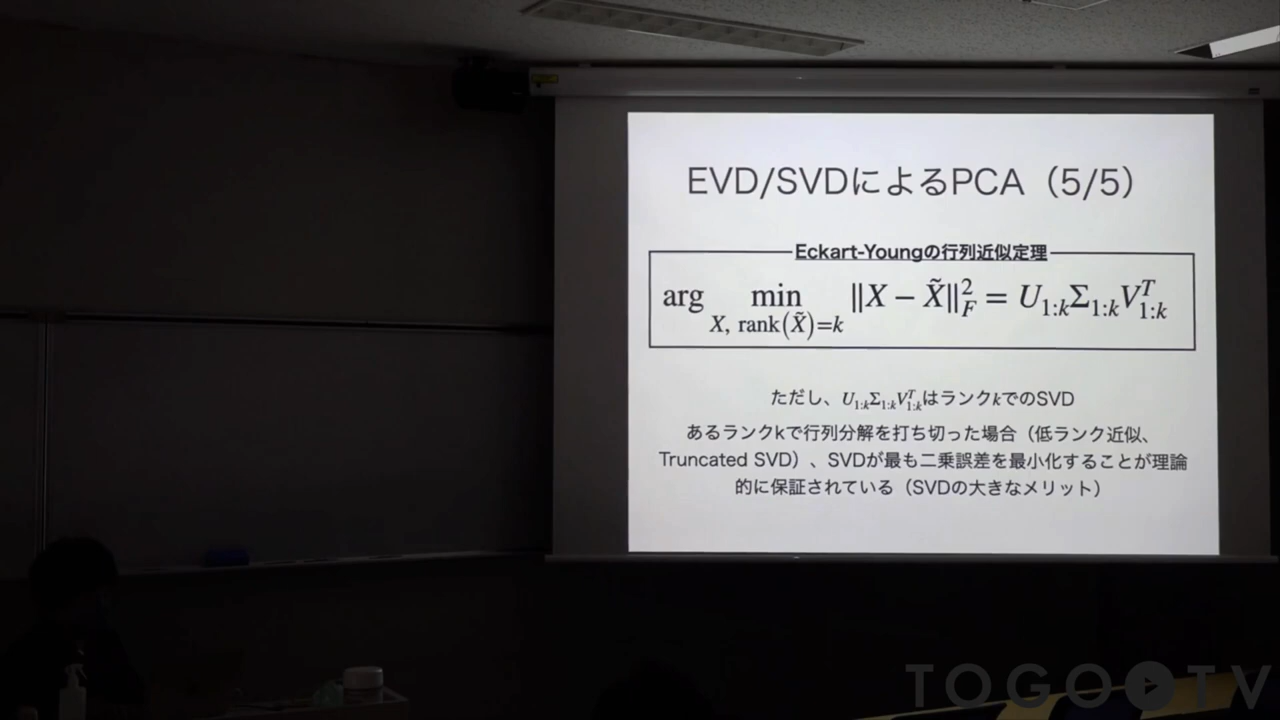 EVD/SVDによるPCA（5/5）
Eckart-Youngの行列近似定理
arg min ‖X − X̃‖²_F = U_{1:k}Σ_{1:k}V^T_{1:k}
X, rank(X̃)=k
ただし、U_{1:k}Σ_{1:k}V^T_{1:k}はランクkでのSVD
あるランクkで行列分解を打ち切った場合（低ランク近似、
Truncated SVD）、SVDが最も二乗誤差を最小化することが理論
的に保証されている（SVDの大きなメリット）
TOGO TV